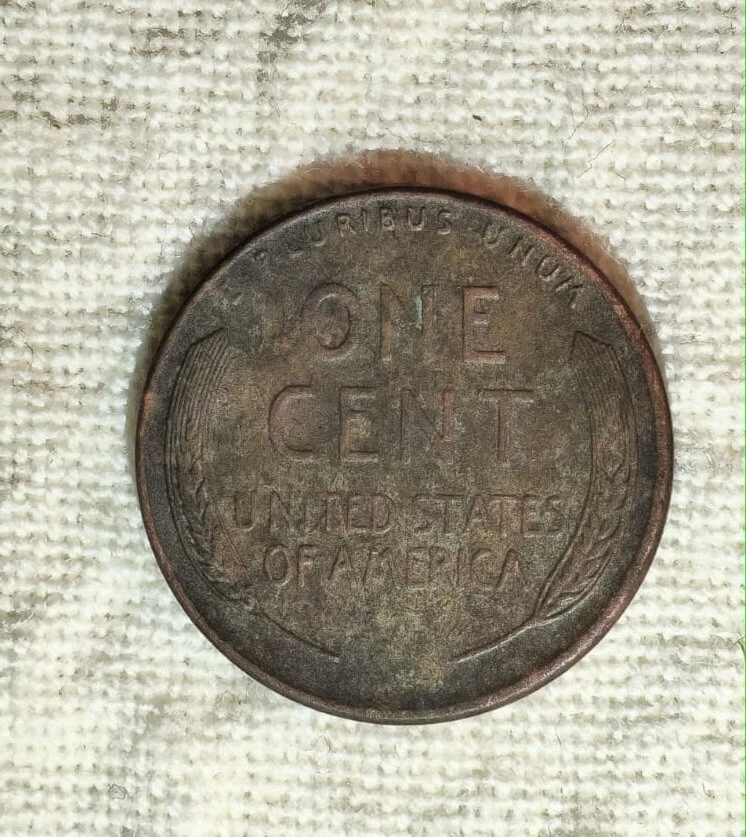 E PLURIBUS UNUM
ONE
CENT
UNITED STATES
OF AMERICA